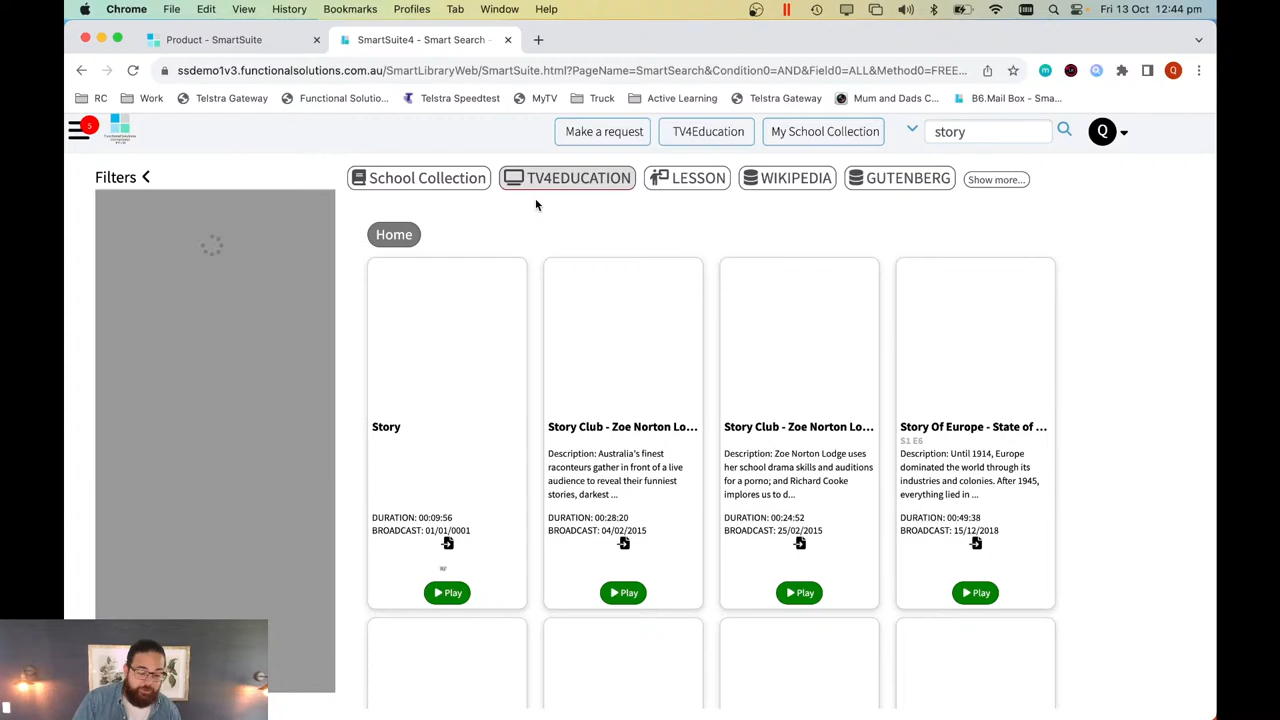 Chrome File Edit View History Bookmarks Profiles Tab Window Help Fri 13 Oct 12:44 pm
Product - SmartSuite
SmartSuite4 - Smart Search -
ssdemo1v3.functionalsolutions.com.au/SmartLibraryWeb/SmartSuite.html?PageName=SmartSearch&Condition0=AND&Field0=ALL&Method0=FREE...
RC Work Telstra Gateway Functional Solutio... Telstra Speedtest MyTV Truck Active Learning Telstra Gateway Mum and Dads C... B6.Mail Box - Sma...
5
Make a request TV4Education My School Collection story Q
Filters
School Collection TV4EDUCATION LESSON WIKIPEDIA GUTENBERG Show more...
Home
Story
DURATION: 00:09:56
BROADCAST: 01/01/0001
Play
Story Club - Zoe Norton Lo...
Description: Australia's finest
raconteurs gather in front of a live
audience to reveal their funniest
stories, darkest ...
DURATION: 00:28:20
BROADCAST: 04/02/2015
Play
Story Club - Zoe Norton Lo...
Description: Zoe Norton Lodge uses
her school drama skills and auditions
for a porno; and Richard Cooke
implores us to d...
DURATION: 00:24:52
BROADCAST: 25/02/2015
Play
Story Of Europe - State of ...
S1 E6
Description: Until 1914, Europe
dominated the world through its
industries and colonies. After 1945,
everything lied in ...
DURATION: 00:49:38
BROADCAST: 15/12/2018
Play